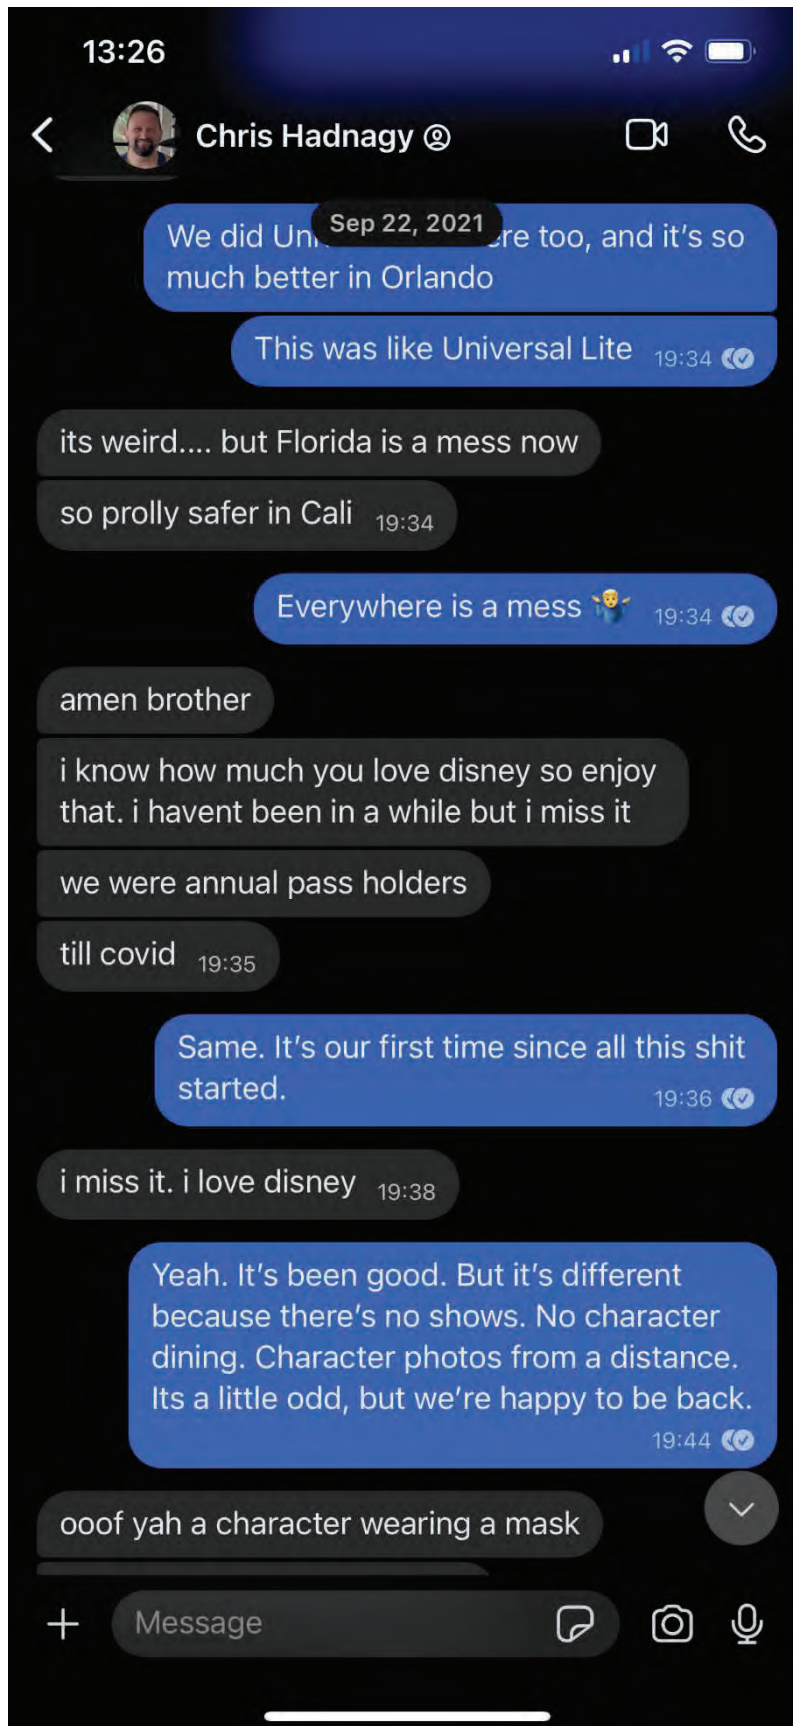 13:26
Chris Hadnagy
Sep 22, 2021
We did ere too, and it's so
much better in Orlando
This was like Universal Lite 19:34
its weird.... but Florida is a mess now
so prolly safer in Cali 19:34
Everywhere is a mess 🤷‍♂️ 19:34
amen brother
i know how much you love disney so enjoy
that. i havent been in a while but i miss it
we were annual pass holders
till covid 19:35
Same. It's our first time since all this shit
started. 19:36
i miss it. i love disney 19:38
Yeah. It's been good. But it's different
because there's no shows. No character
dining. Character photos from a distance.
Its a little odd, but we're happy to be back.
19:44
ooof yah a character wearing a mask
Message